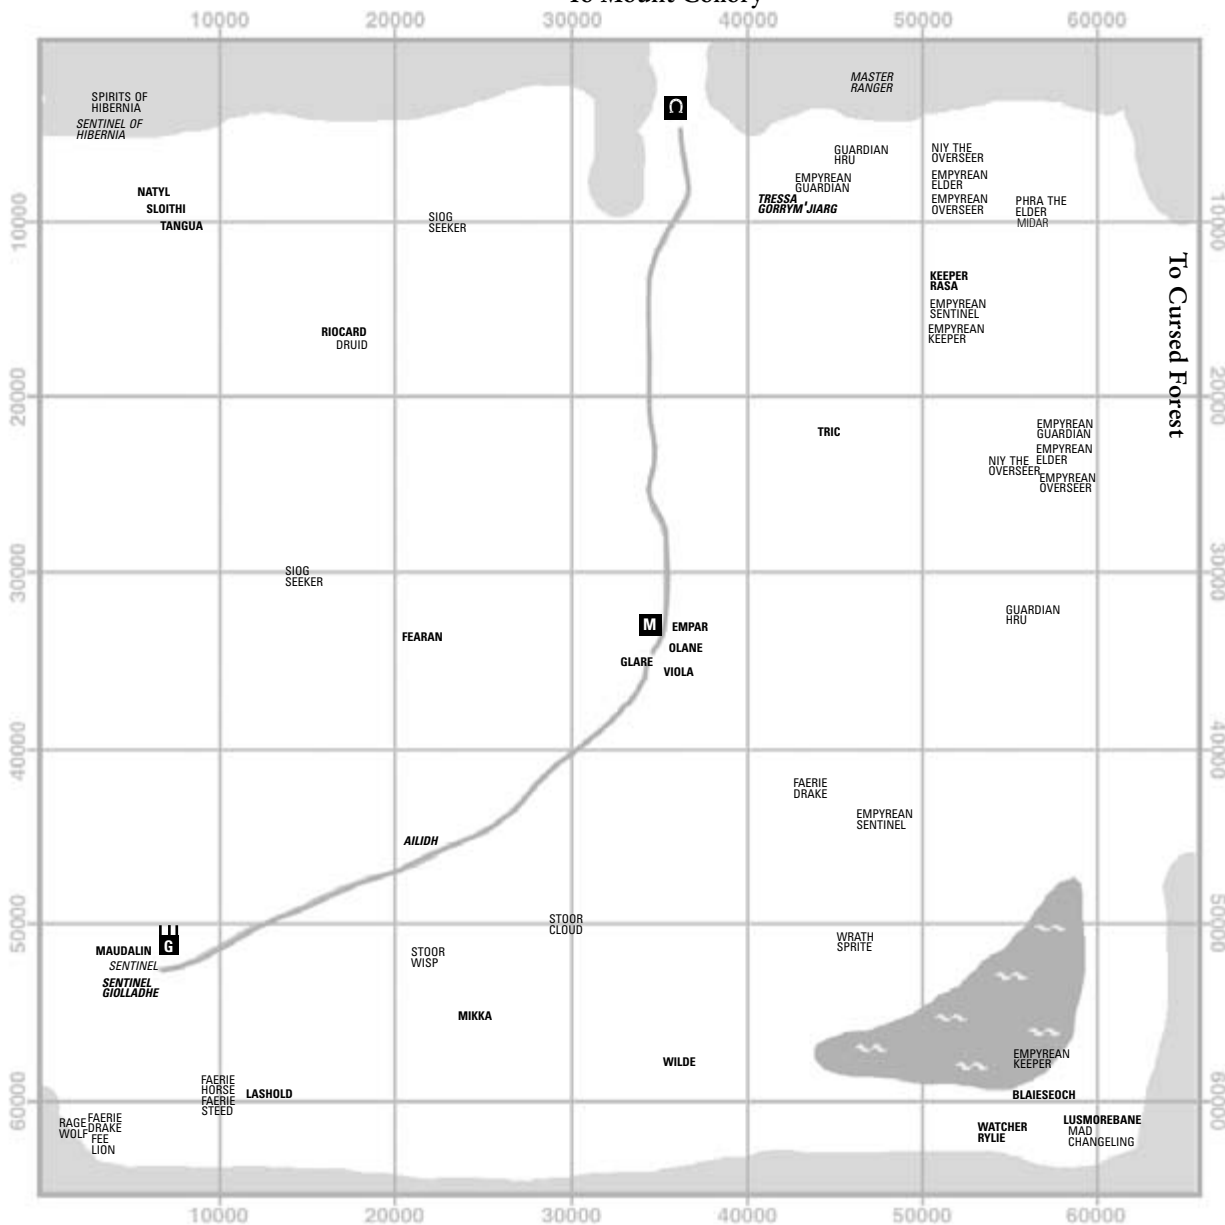 To Mount Collory
10000 20000 30000 40000 50000 60000
SPIRITS OF
HIBERNIA
SENTINEL OF
HIBERNIA
MASTER
RANGER
Ω
GUARDIAN
HRU
EMPYREAN
GUARDIAN
TRESSA
GORRYM'JIARG
NIY THE
OVERSEER
EMPYREAN
ELDER
EMPYREAN
OVERSEER
PHRA THE
ELDER
MIDAR
NATYL
SLOITHI
TANGUA
SIOG
SEEKER
10000
10000
To Cursed Forest
KEEPER
RASA
EMPYREAN
SENTINEL
EMPYREAN
KEEPER
RIOCARD
DRUID
20000
20000
TRIC
EMPYREAN
GUARDIAN
EMPYREAN
ELDER
NIY THE
OVERSEER
EMPYREAN
OVERSEER
30000
30000
SIOG
SEEKER
GUARDIAN
HRU
FEARAN
M
EMPAR
OLANE
GLARE
VIOLA
40000
40000
FAERIE
DRAKE
EMPYREAN
SENTINEL
AILIDH
50000
50000
STOOR
CLOUD
WRATH
SPRITE
MAUDALIN
G
SENTINEL
SENTINEL
GIOLLADHE
STOOR
WISP
MIKKA
WILDE
EMPYREAN
KEEPER
BLAIESEOCH
60000
60000
FAERIE
HORSE
FAERIE
STEED
LASHOLD
RAGE
WOLF
FAERIE
DRAKE
FEE
LION
WATCHER
RYLIE
LUSMOREBANE
MAD
CHANGELING
10000 20000 30000 40000 50000 60000